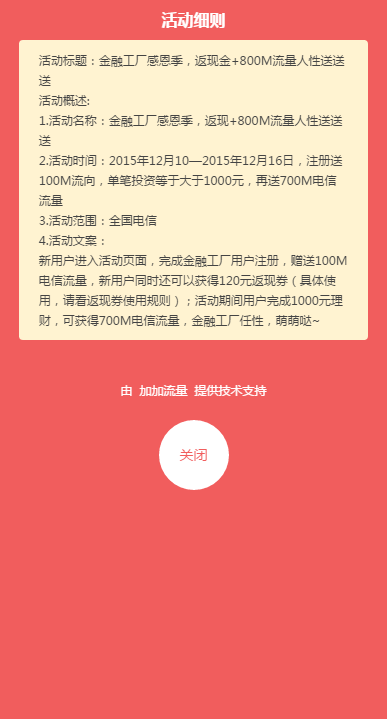 活动细则
活动标题：金融工厂感恩季，返现金+800M流量人性送送
送
活动概述:
1.活动名称：金融工厂感恩季，返现+800M流量人性送送
送
2.活动时间：2015年12月10—2015年12月16日，注册送
100M流向，单笔投资等于大于1000元，再送700M电信
流量
3.活动范围：全国电信
4.活动文案：
新用户进入活动页面，完成金融工厂用户注册，赠送100M
电信流量，新用户同时还可以获得120元返现券（具体使
用，请看返现券使用规则）；活动期间用户完成1000元理
财，可获得700M电信流量，金融工厂任性，萌萌哒~
由 加加流量 提供技术支持
关闭